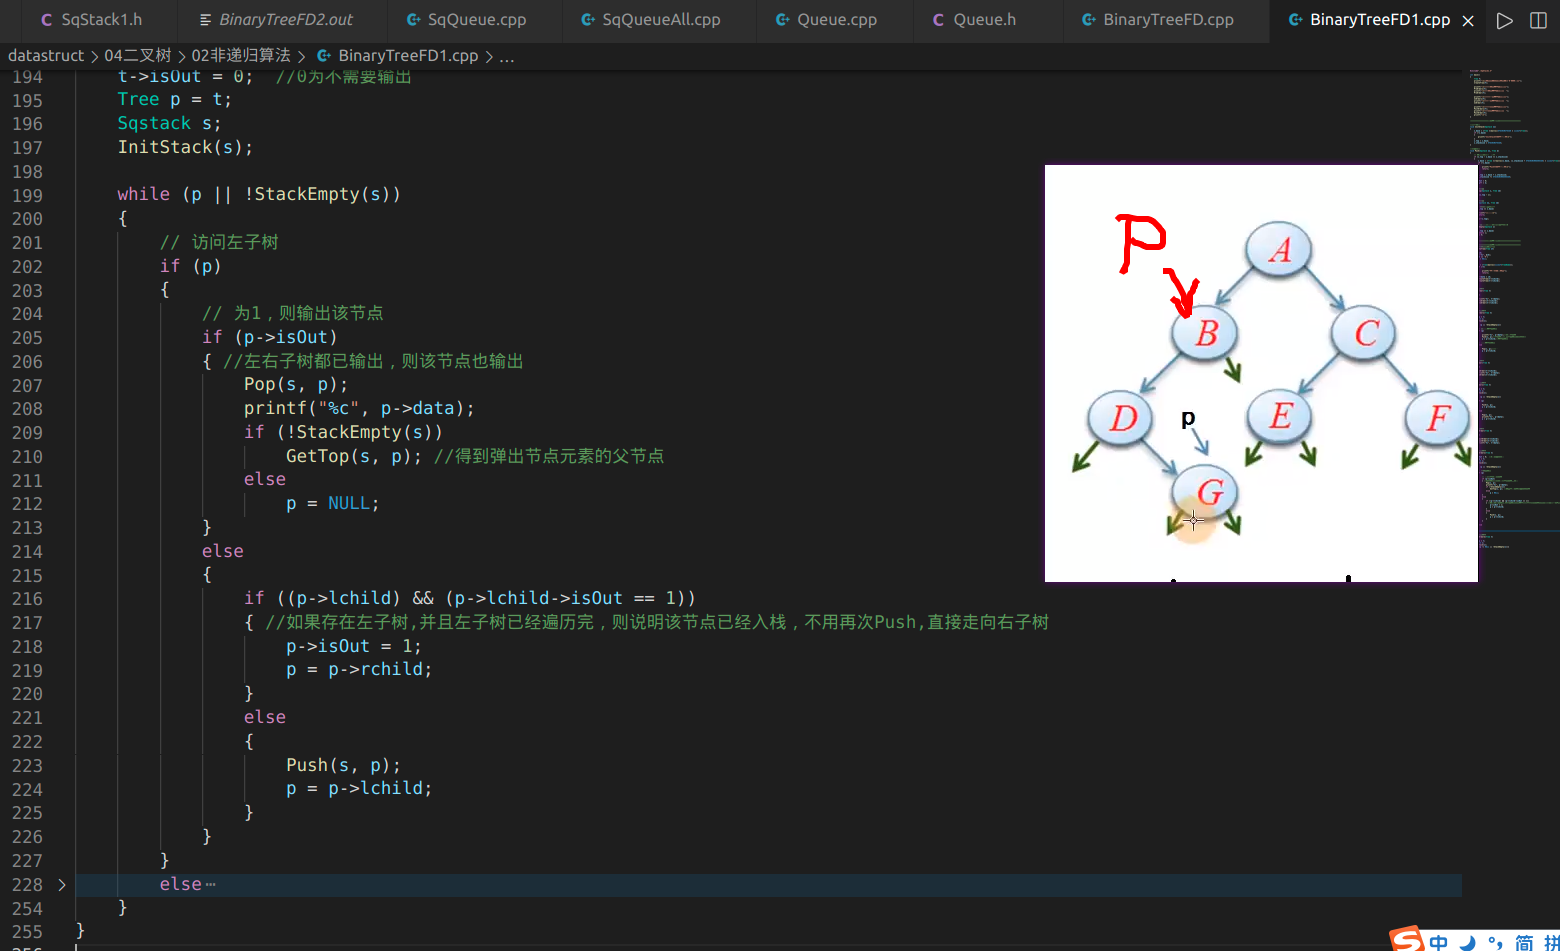 SqStack1.h BinaryTreeFD2.out SqQueue.cpp SqQueueAll.cpp Queue.cpp Queue.h BinaryTreeFD.cpp BinaryTreeFD1.cpp
datastruct > 04二叉树 > 02非递归算法 > BinaryTreeFD1.cpp > ...
194 t->isOut = 0; //0为不需要输出
195 Tree p = t;
196 Sqstack s;
197 InitStack(s);
198
199 while (p || !StackEmpty(s))
200 {
201 // 访问左子树
202 if (p)
203 {
204 // 为1，则输出该节点
205 if (p->isOut)
206 { //左右子树都已输出，则该节点也输出
207 Pop(s, p);
208 printf("%c", p->data);
209 if (!StackEmpty(s))
210 GetTop(s, p); //得到弹出节点元素的父节点
211 else
212 p = NULL;
213 }
214 else
215 {
216 if ((p->lchild) && (p->lchild->isOut == 1))
217 { //如果存在左子树,并且左子树已经遍历完，则说明该节点已经入栈，不用再次Push,直接走向右子树
218 p->isOut = 1;
219 p = p->rchild;
220 }
221 else
222 {
223 Push(s, p);
224 p = p->lchild;
225 }
226 }
227 }
228 else
254 }
255 }
P
A
B C
D p E F
G
中 简 拼